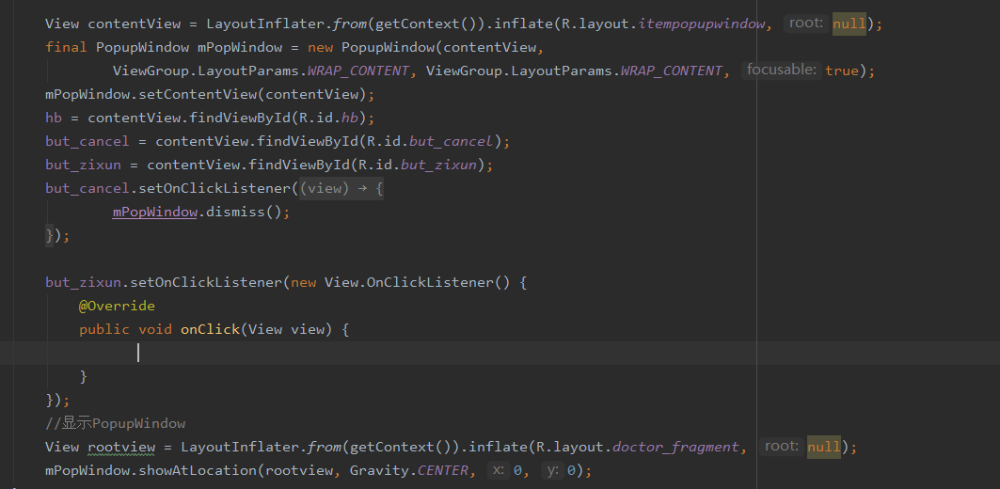 View contentView = LayoutInflater.from(getContext()).inflate(R.layout.itempopupwindow, root: null);
final PopupWindow mPopWindow = new PopupWindow(contentView,
ViewGroup.LayoutParams.WRAP_CONTENT, ViewGroup.LayoutParams.WRAP_CONTENT, focusable: true);
mPopWindow.setContentView(contentView);
hb = contentView.findViewById(R.id.hb);
but_cancel = contentView.findViewById(R.id.but_cancel);
but_zixun = contentView.findViewById(R.id.but_zixun);
but_cancel.setOnClickListener((view) → {
mPopWindow.dismiss();
});
but_zixun.setOnClickListener(new View.OnClickListener() {
@Override
public void onClick(View view) {
}
});
//显示PopupWindow
View rootview = LayoutInflater.from(getContext()).inflate(R.layout.doctor_fragment, root: null);
mPopWindow.showAtLocation(rootview, Gravity.CENTER, x: 0, y: 0);